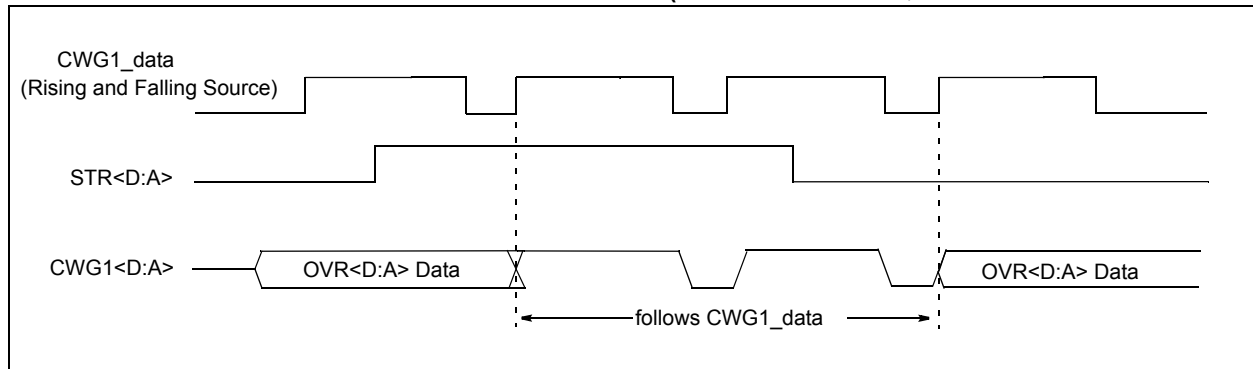 CWG1_data
(Rising and Falling Source)
STR<D:A>
CWG1<D:A>
OVR<D:A> Data
OVR<D:A> Data
follows CWG1_data